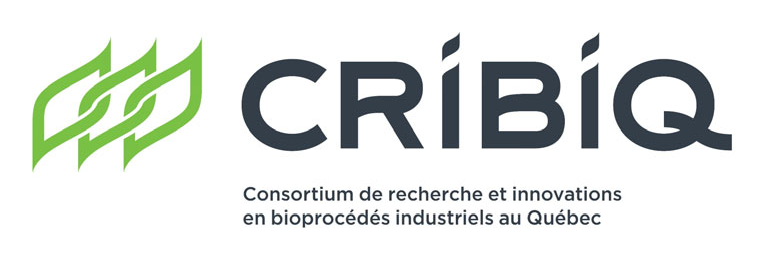 CRIBIQ
Consortium de recherche et innovations
en bioprocédés industriels au Québec